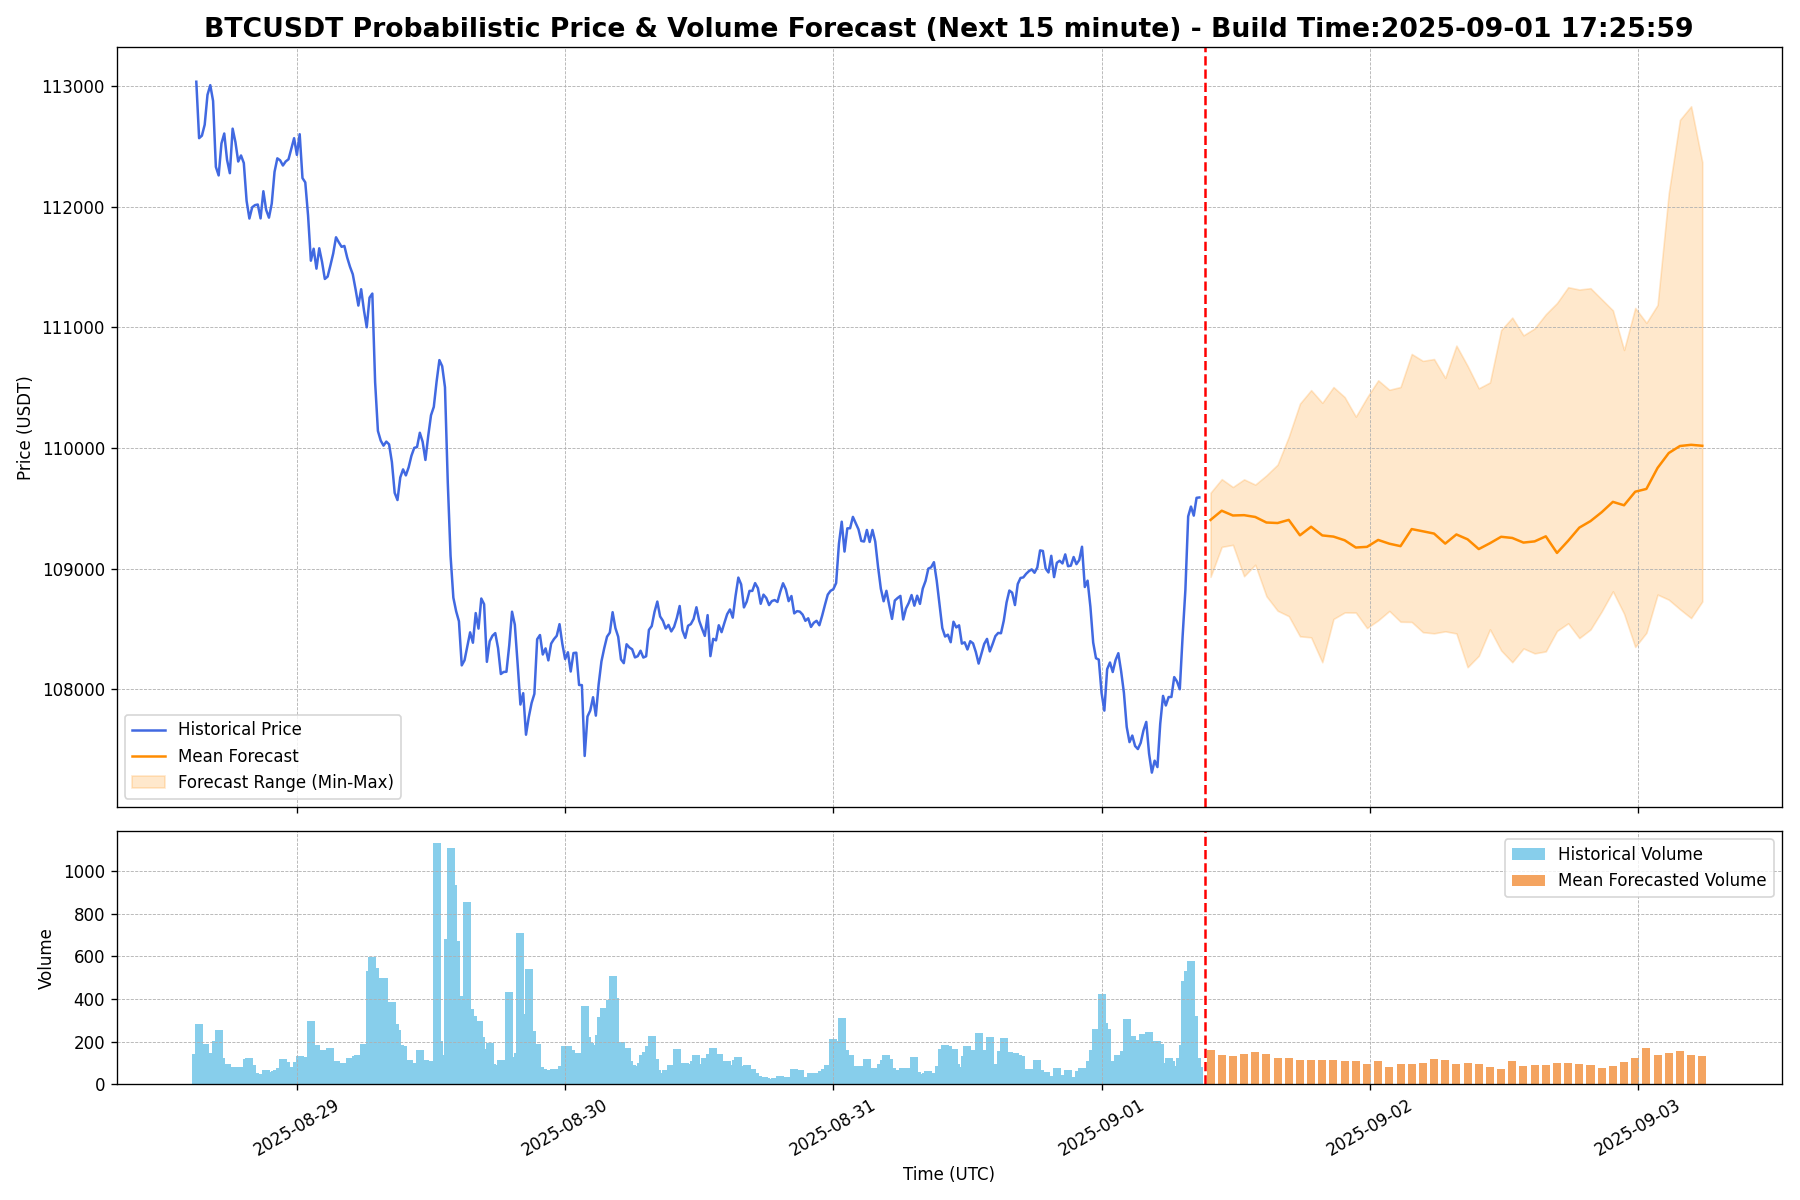 BTCUSDT Probabilistic Price & Volume Forecast (Next 15 minute) - Build Time:2025-09-01 17:25:59
113000
112000
111000
110000
109000
108000
Price (USDT)
Historical Price
Mean Forecast
Forecast Range (Min-Max)
1000
800
600
400
200
0
Volume
Historical Volume
Mean Forecasted Volume
2025-08-29
2025-08-30
2025-08-31
2025-09-01
2025-09-02
2025-09-03
Time (UTC)